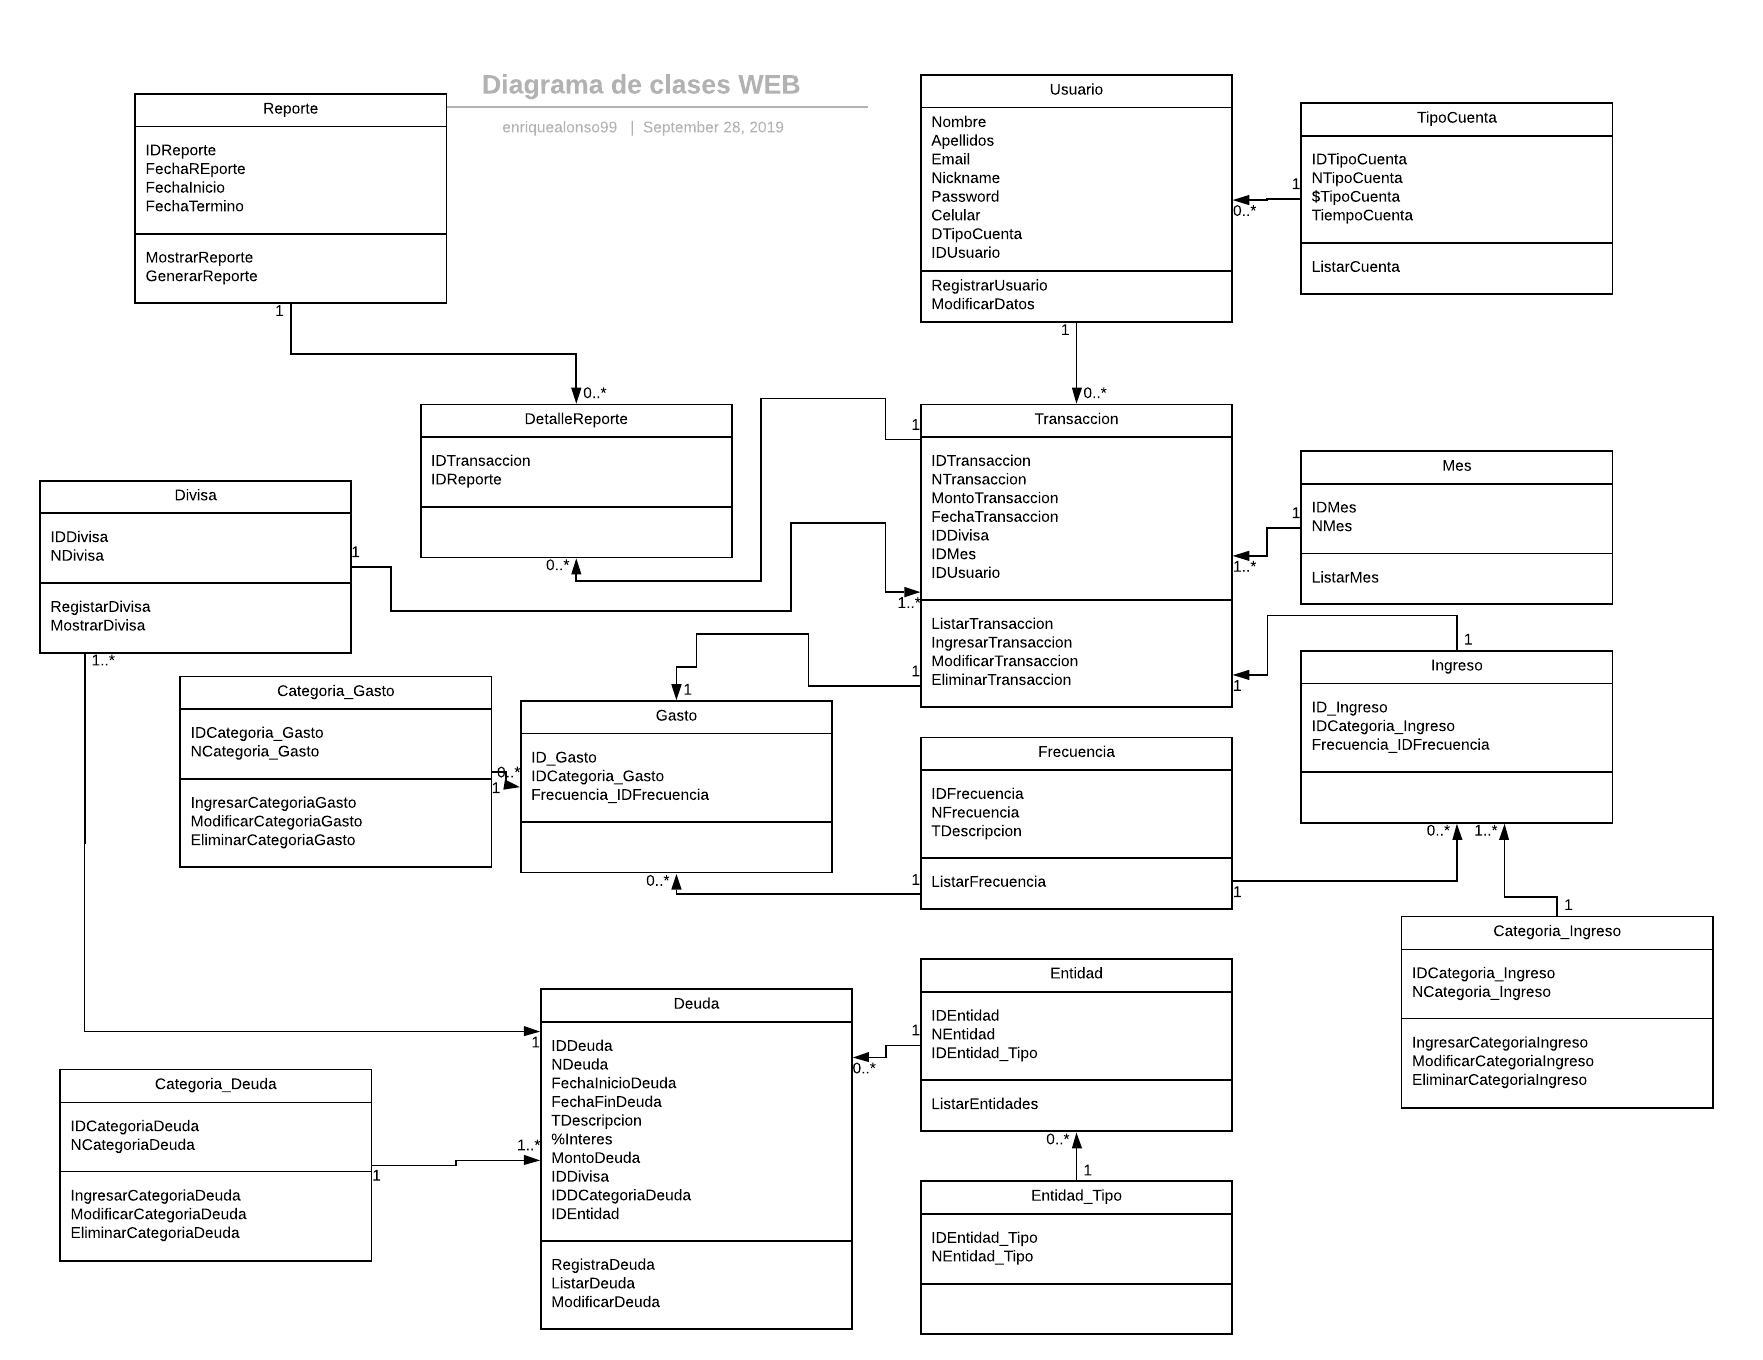 Diagrama de clases WEB
enriquealonso99 | September 28, 2019
Reporte
IDReporte
FechaREporte
FechaInicio
FechaTermino
MostrarReporte
GenerarReporte
1
0..*
Usuario
Nombre
Apellidos
Email
Nickname
Password
Celular
DTipoCuenta
IDUsuario
RegistrarUsuario
ModificarDatos
1
0..*
TipoCuenta
IDTipoCuenta
NTipoCuenta
$TipoCuenta
TiempoCuenta
ListarCuenta
1
0..*
DetalleReporte
IDTransaccion
IDReporte
0..*
1
Transaccion
IDTransaccion
NTransaccion
MontoTransaccion
FechaTransaccion
IDDivisa
IDMes
IDUsuario
ListarTransaccion
IngresarTransaccion
ModificarTransaccion
EliminarTransaccion
1..*
1
Mes
IDMes
NMes
ListarMes
1
1..*
Divisa
IDDivisa
NDivisa
RegistarDivisa
MostrarDivisa
1
1..*
Categoria_Gasto
IDCategoria_Gasto
NCategoria_Gasto
IngresarCategoriaGasto
ModificarCategoriaGasto
EliminarCategoriaGasto
0..*
1
Gasto
ID_Gasto
IDCategoria_Gasto
Frecuencia_IDFrecuencia
1
0..*
Ingreso
ID_Ingreso
IDCategoria_Ingreso
Frecuencia_IDFrecuencia
1
1
0..*
1..*
Frecuencia
IDFrecuencia
NFrecuencia
TDescripcion
ListarFrecuencia
1
1
Categoria_Ingreso
IDCategoria_Ingreso
NCategoria_Ingreso
IngresarCategoriaIngreso
ModificarCategoriaIngreso
EliminarCategoriaIngreso
1
Deuda
IDDeuda
NDeuda
FechaInicioDeuda
FechaFinDeuda
TDescripcion
%Interes
MontoDeuda
IDDivisa
IDDCategoriaDeuda
IDEntidad
RegistraDeuda
ListarDeuda
ModificarDeuda
1
1..*
0..*
Entidad
IDEntidad
NEntidad
IDEntidad_Tipo
ListarEntidades
1
0..*
Categoria_Deuda
IDCategoriaDeuda
NCategoriaDeuda
IngresarCategoriaDeuda
ModificarCategoriaDeuda
EliminarCategoriaDeuda
1
Entidad_Tipo
IDEntidad_Tipo
NEntidad_Tipo
1